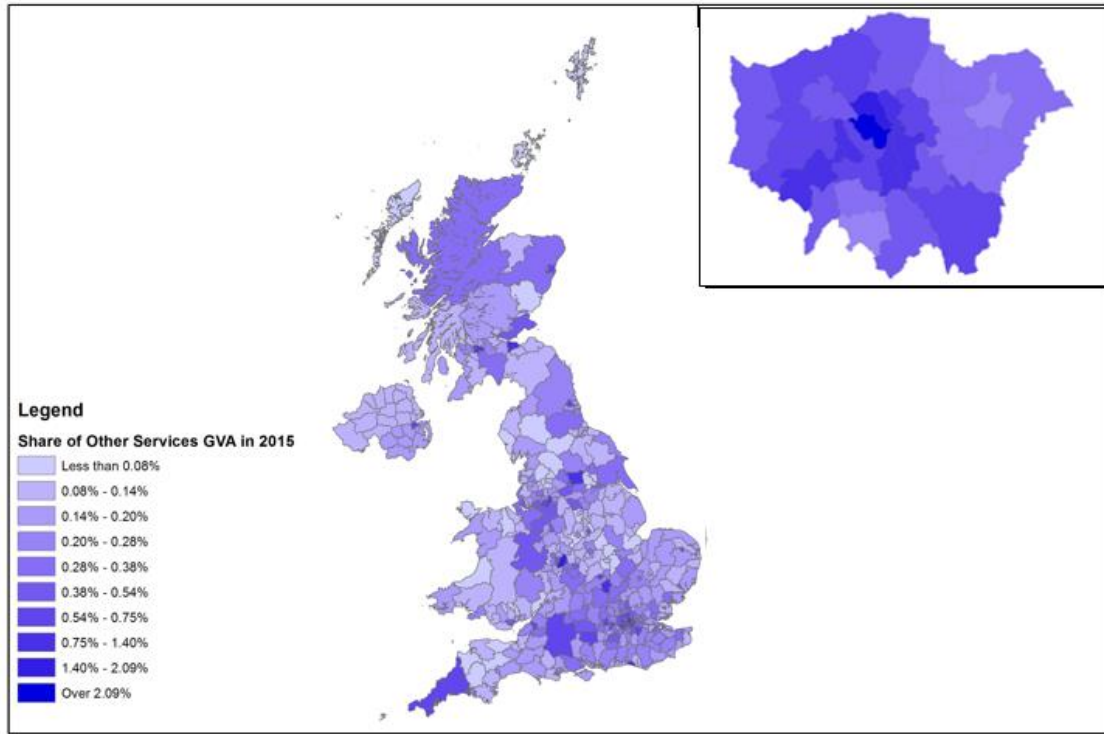 Legend
Share of Other Services GVA in 2015
Less than 0.08%
0.08% - 0.14%
0.14% - 0.20%
0.20% - 0.28%
0.28% - 0.38%
0.38% - 0.54%
0.54% - 0.75%
0.75% - 1.40%
1.40% - 2.09%
Over 2.09%